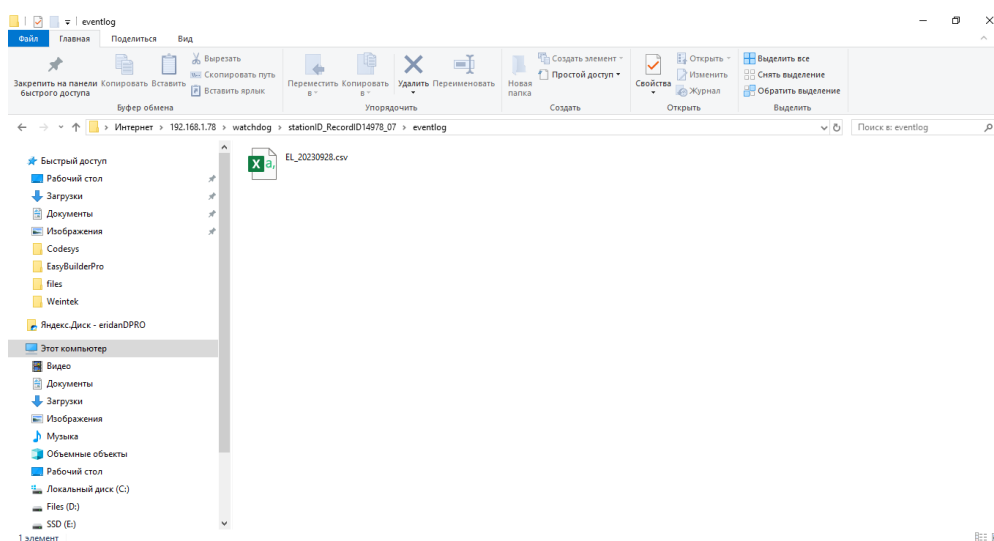 eventlog
Файл Главная Поделиться Вид
Закрепить на панели быстрого доступа
Копировать
Вставить
Вырезать
Скопировать путь
Вставить ярлык
Буфер обмена
Переместить в
Копировать в
Удалить
Переименовать
Упорядочить
Новая папка
Создать элемент
Простой доступ
Создать
Свойства
Открыть
Изменить
Журнал
Открыть
Выделить все
Снять выделение
Обратить выделение
Выделить
Интернет > 192.168.1.78 > watchdog > stationID_RecordID14978_07 > eventlog
Поиск в: eventlog
Быстрый доступ
Рабочий стол
Загрузки
Документы
Изображения
Codesys
EasyBuilderPro
files
Weintek
Яндекс.Диск - eridanDPRO
Этот компьютер
Видео
Документы
Загрузки
Изображения
Музыка
Объемные объекты
Рабочий стол
Локальный диск (C:)
Files (D:)
SSD (E:)
1 элемент
X a,
EL_20230928.csv